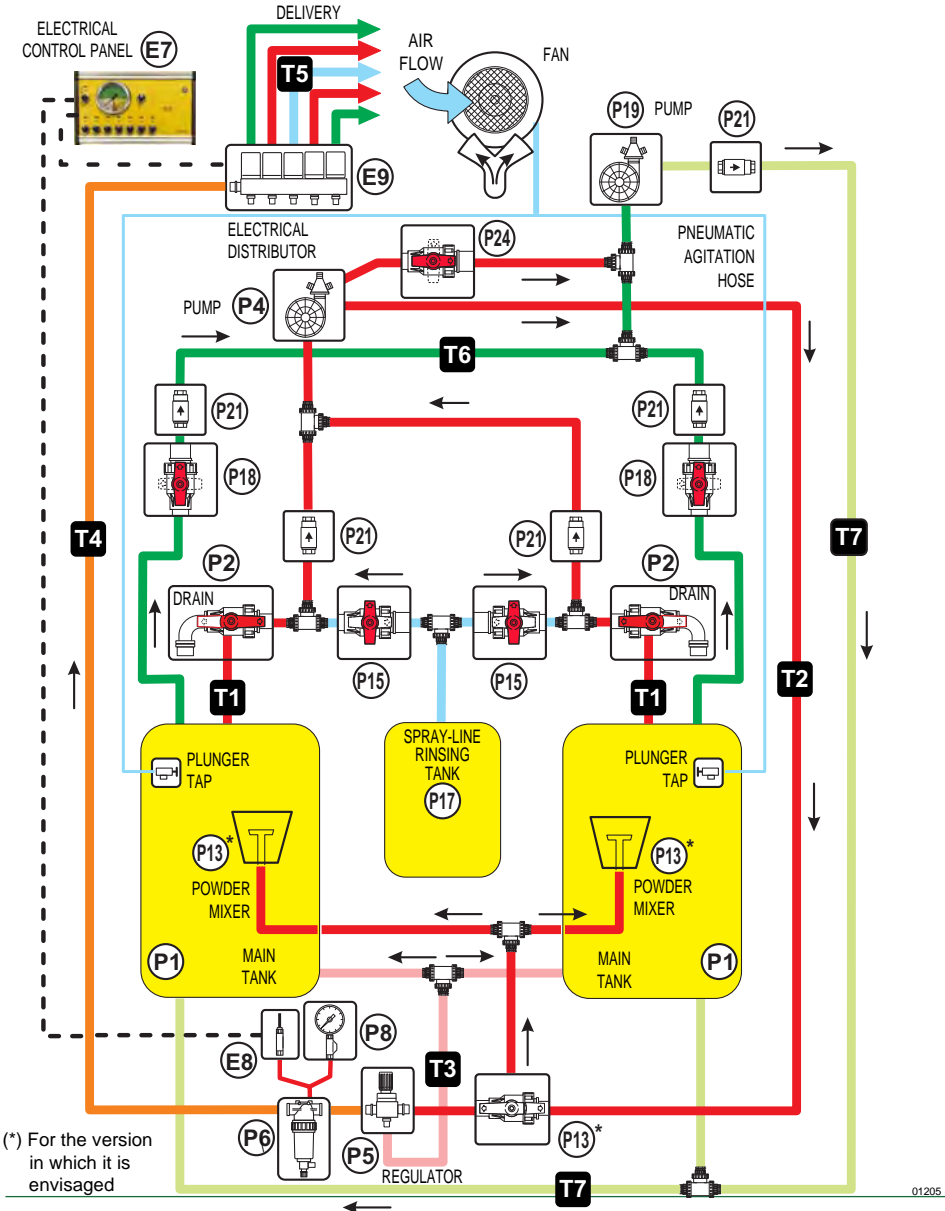 ELECTRICAL
CONTROL PANEL E7
DELIVERY
T5
AIR
FLOW
FAN
P19 PUMP
P21
E9
ELECTRICAL
DISTRIBUTOR
P24
PNEUMATIC
AGITATION
HOSE
PUMP P4
T6
P21
P21
P18
P18
T4
P21
P21
T7
P2
P2
DRAIN
DRAIN
P15
P15
T1
T1
T2
PLUNGER
TAP
SPRAY-LINE
RINSING
TANK
P17
PLUNGER
TAP
P13*
P13*
POWDER
MIXER
POWDER
MIXER
P1
MAIN
TANK
MAIN
TANK
P1
E8
P8
T3
P6
P5
REGULATOR
P13*
(*) For the version
in which it is
envisaged
T7
01205